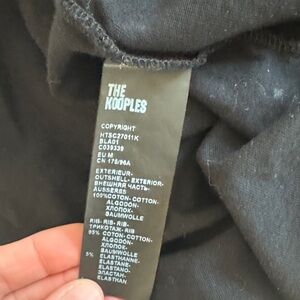 THE
KOOPLES
COPYRIGHT
HTSC27011K
BLA01
C039339
EU M
CN 175/96A
EXTERIEUR-
OUTSHELL- EXTERIOR-
ВНЕШНЯЯ ЧАСТЬ-
AUSSERES
100%COTON- COTTON-
ALGODON-
ХЛОПОК-
BAUMWOLLE
RIB- RIB- RIB-
ТРИКОТАЖ- RIB
95% COTON- COTTON-
ALGODON-
ХЛОПОК-
BAUMWOLLE
5% ELASTHANNE-
ELASTANE-
ELASTANO-
ЭЛАСТАН-
ELASTHAN